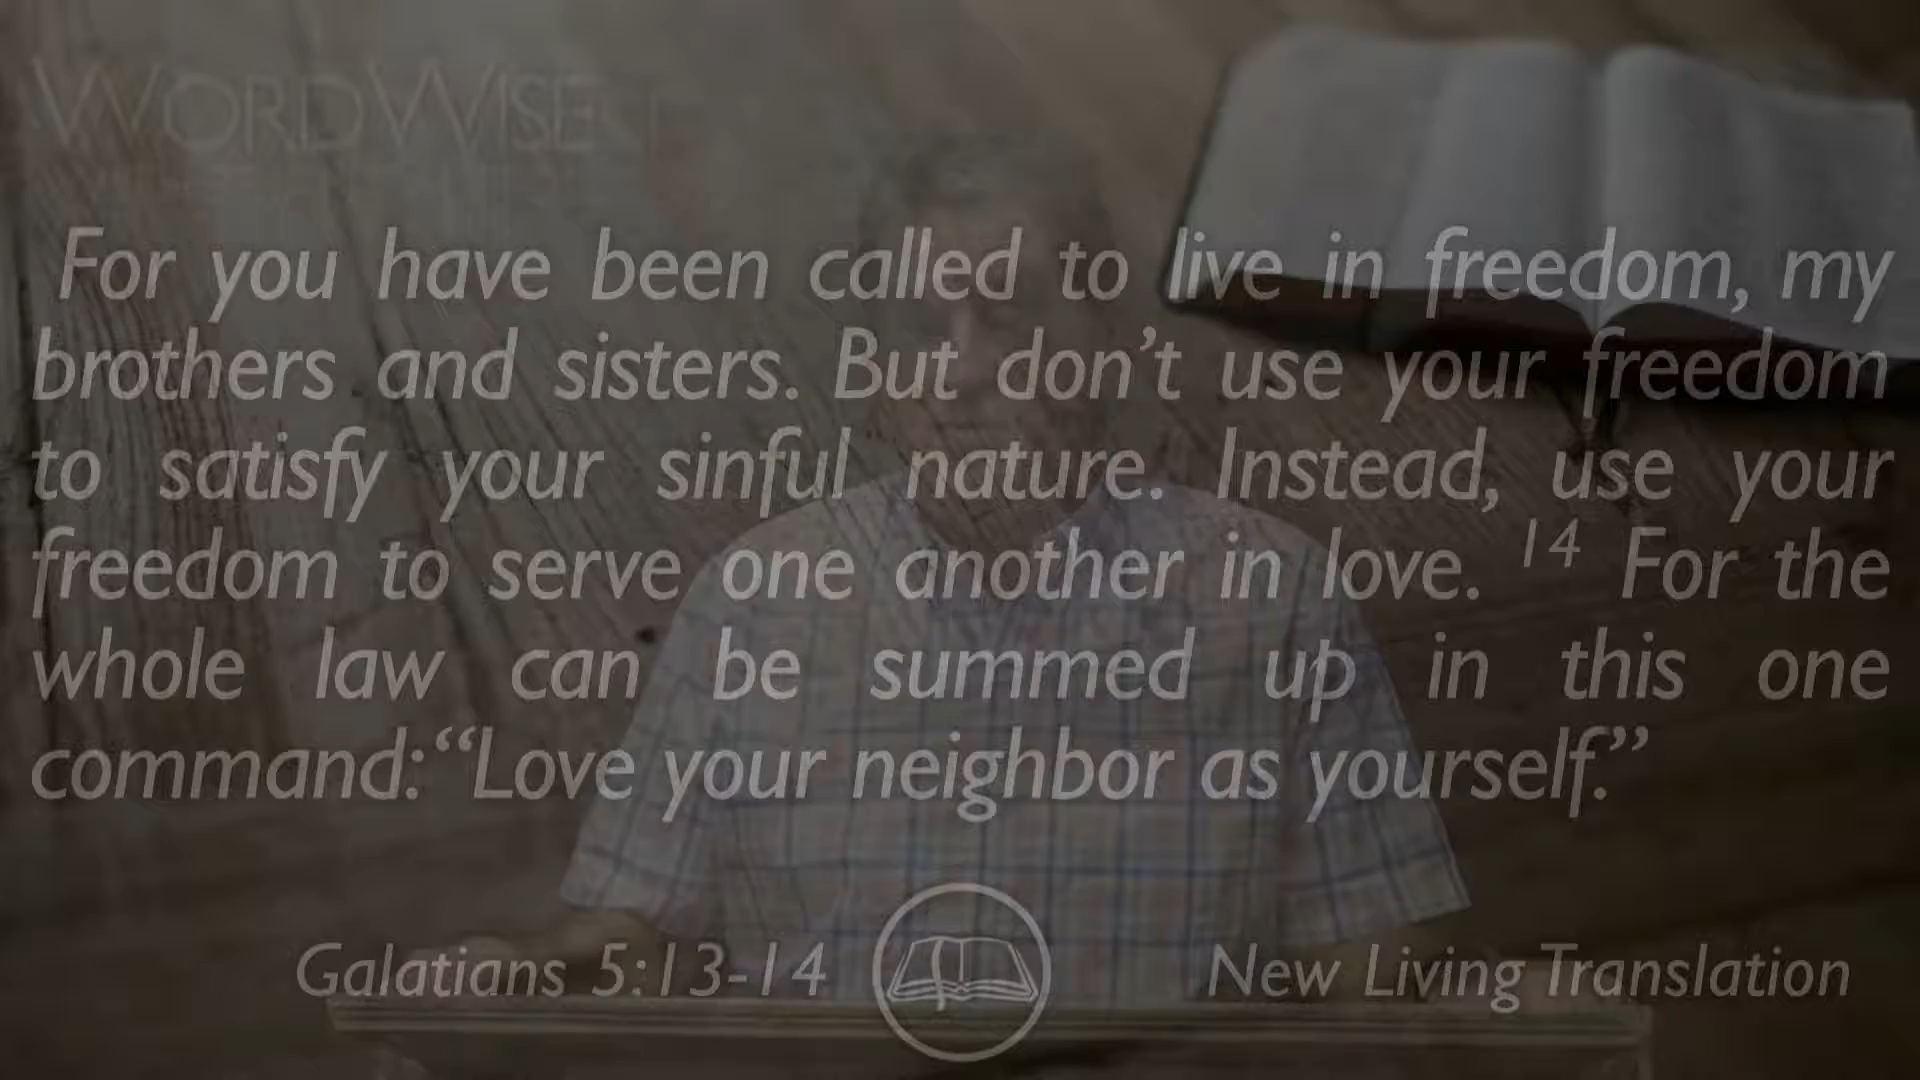 WORDWISE
For you have been called to live in freedom, my
brothers and sisters. But don’t use your freedom
to satisfy your sinful nature. Instead, use your
freedom to serve one another in love. 14 For the
whole law can be summed up in this one
command: “Love your neighbor as yourself.”
Galatians 5:13-14
New Living Translation